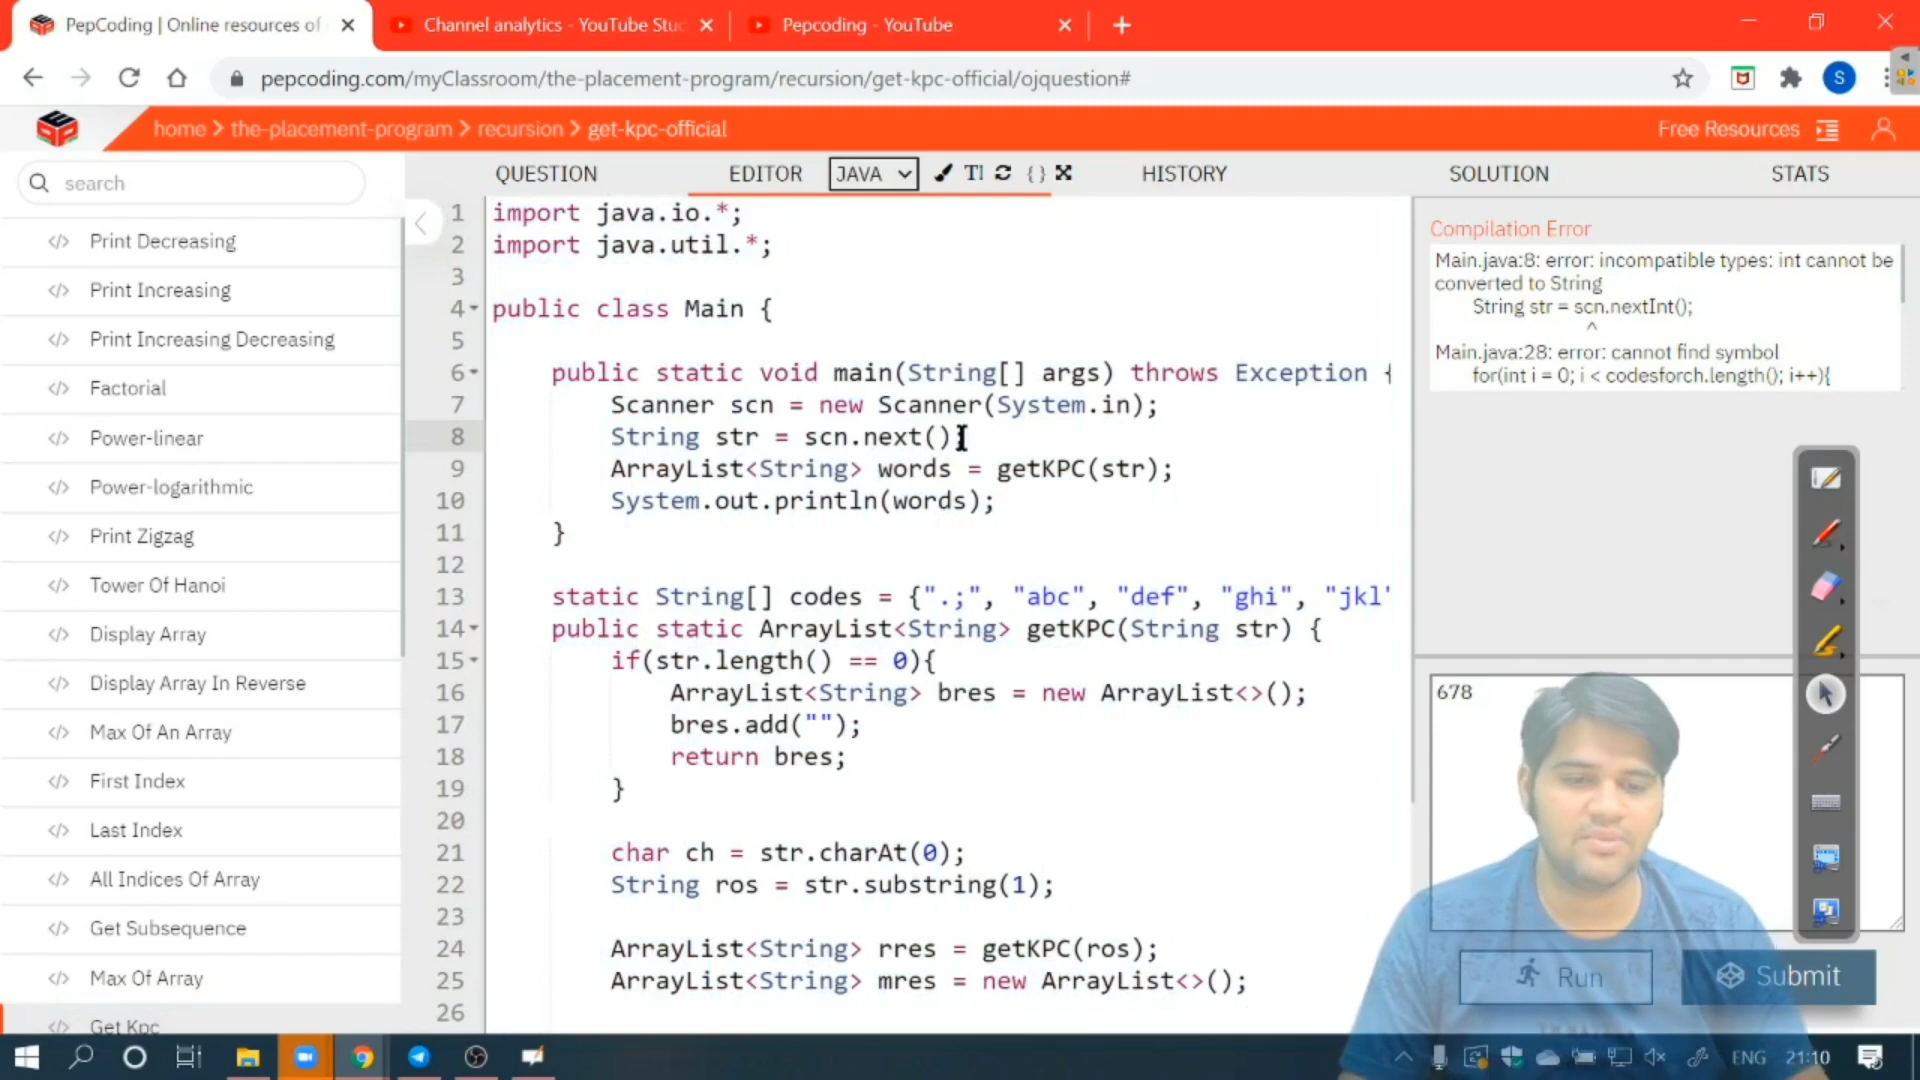 PepCoding | Online resources of
Channel analytics - YouTube Stud
Pepcoding - YouTube
pepcoding.com/myClassroom/the-placement-program/recursion/get-kpc-official/ojquestion#
S
home > the-placement-program > recursion > get-kpc-official
Free Resources
search
QUESTION
EDITOR
JAVA
HISTORY
SOLUTION
STATS
Print Decreasing
Print Increasing
Print Increasing Decreasing
Factorial
Power-linear
Power-logarithmic
Print Zigzag
Tower Of Hanoi
Display Array
Display Array In Reverse
Max Of An Array
First Index
Last Index
All Indices Of Array
Get Subsequence
Max Of Array
Get Kpc
1 import java.io.*;
2 import java.util.*;
3
4 public class Main {
5
6 public static void main(String[] args) throws Exception {
7 Scanner scn = new Scanner(System.in);
8 String str = scn.next()
9 ArrayList<String> words = getKPC(str);
10 System.out.println(words);
11 }
12
13 static String[] codes = {".;", "abc", "def", "ghi", "jkl"
14 public static ArrayList<String> getKPC(String str) {
15 if(str.length() == 0){
16 ArrayList<String> bres = new ArrayList<>();
17 bres.add("");
18 return bres;
19 }
20
21 char ch = str.charAt(0);
22 String ros = str.substring(1);
23
24 ArrayList<String> rres = getKPC(ros);
25 ArrayList<String> mres = new ArrayList<>();
26
Compilation Error
Main.java:8: error: incompatible types: int cannot be
converted to String
String str = scn.nextInt();
^
Main.java:28: error: cannot find symbol
for(int i = 0; i < codesforch.length(); i++){
678
Run
Submit
ENG
21:10